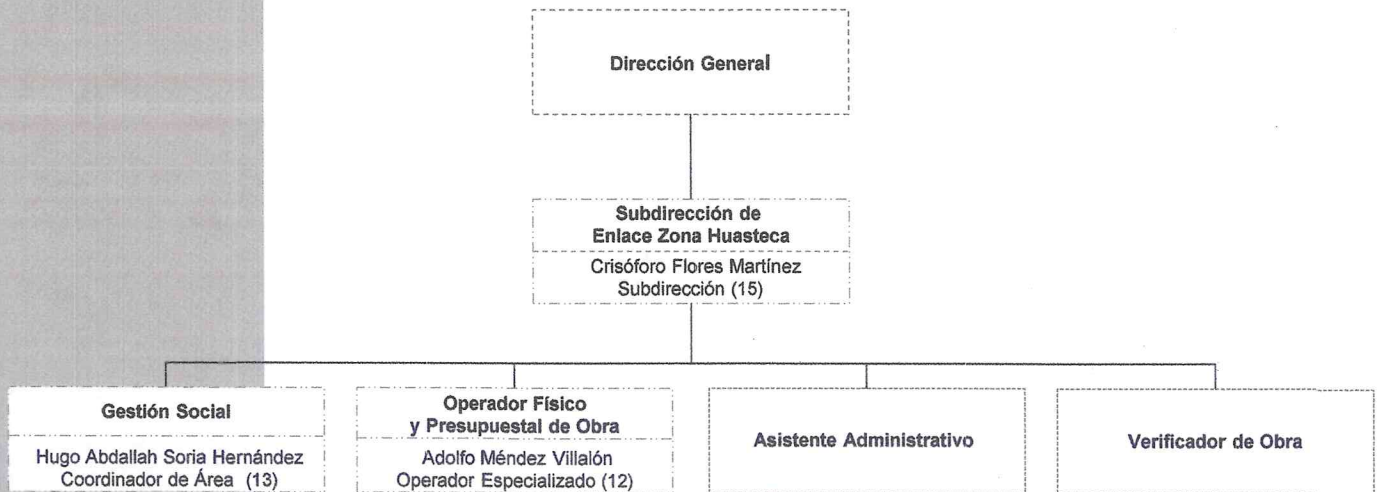 Dirección General
Subdirección de
Enlace Zona Huasteca
Crisóforo Flores Martínez
Subdirección (15)
Gestión Social
Hugo Abdallah Soria Hernández
Coordinador de Área (13)
Operador Físico
y Presupuestal de Obra
Adolfo Méndez Villalón
Operador Especializado (12)
Asistente Administrativo
Verificador de Obra